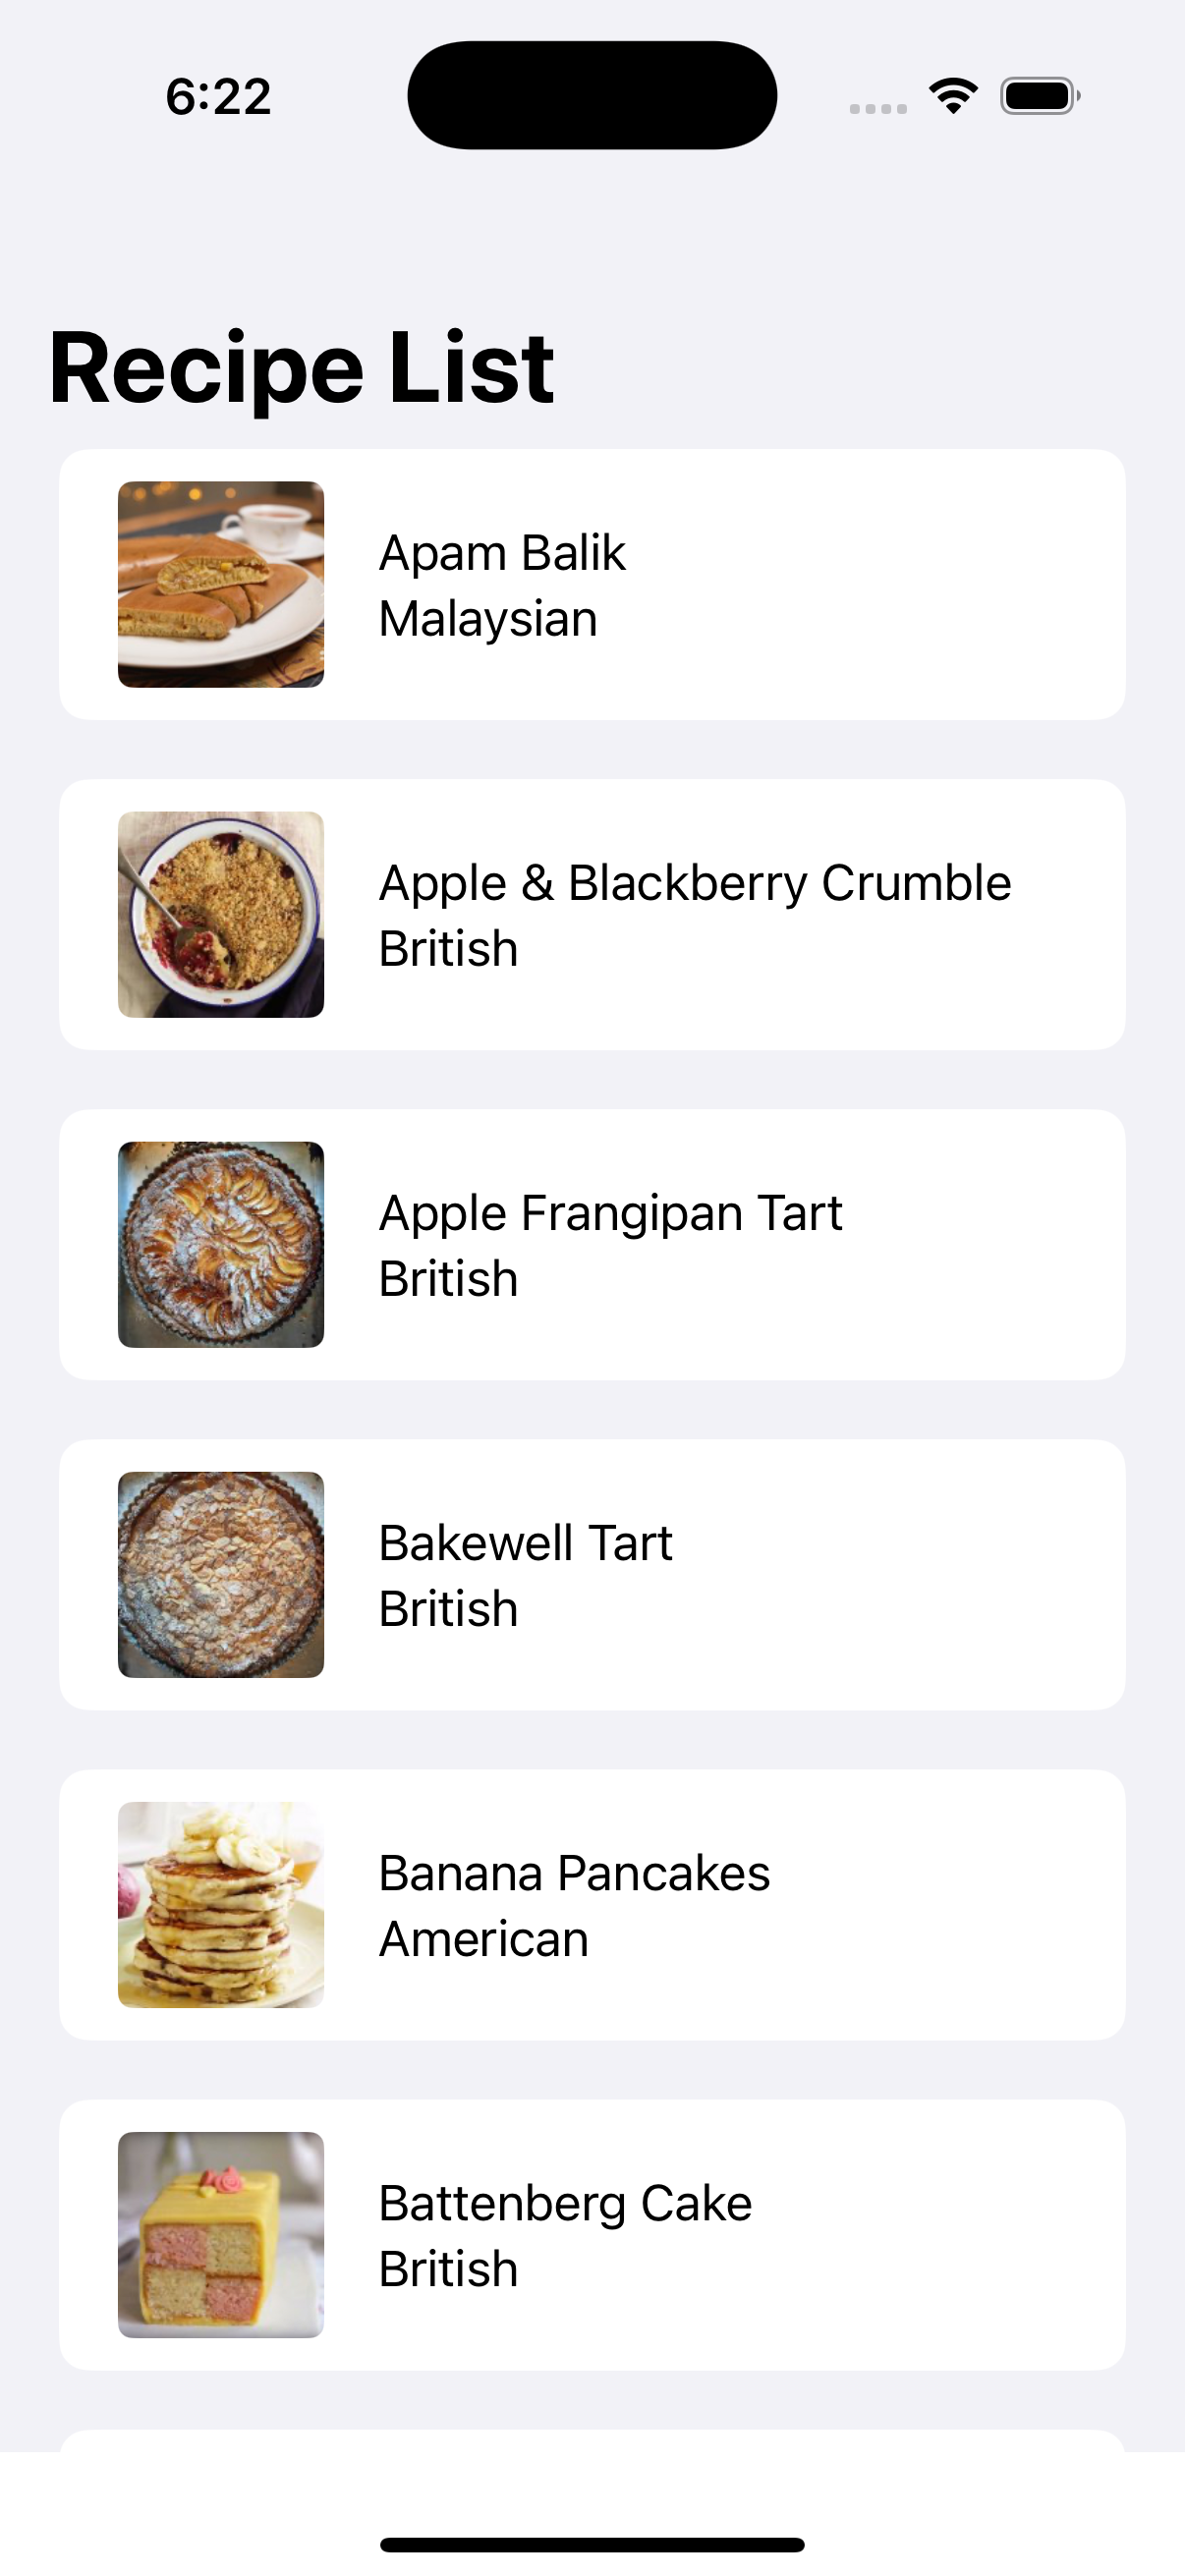 6:22
Recipe List
Apam Balik
Malaysian
Apple & Blackberry Crumble
British
Apple Frangipan Tart
British
Bakewell Tart
British
Banana Pancakes
American
Battenberg Cake
British